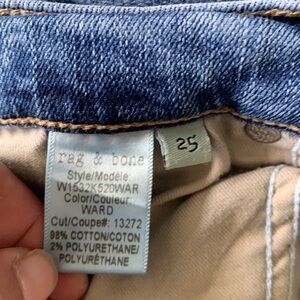 rag & bone
Style/Modèle:
W1532K520WAR
Color/Couleur:
WARD
Cut/Coupe#: 13272
98% COTTON/COTON
2% POLYURETHANE/
POLYURÉTHANE
25